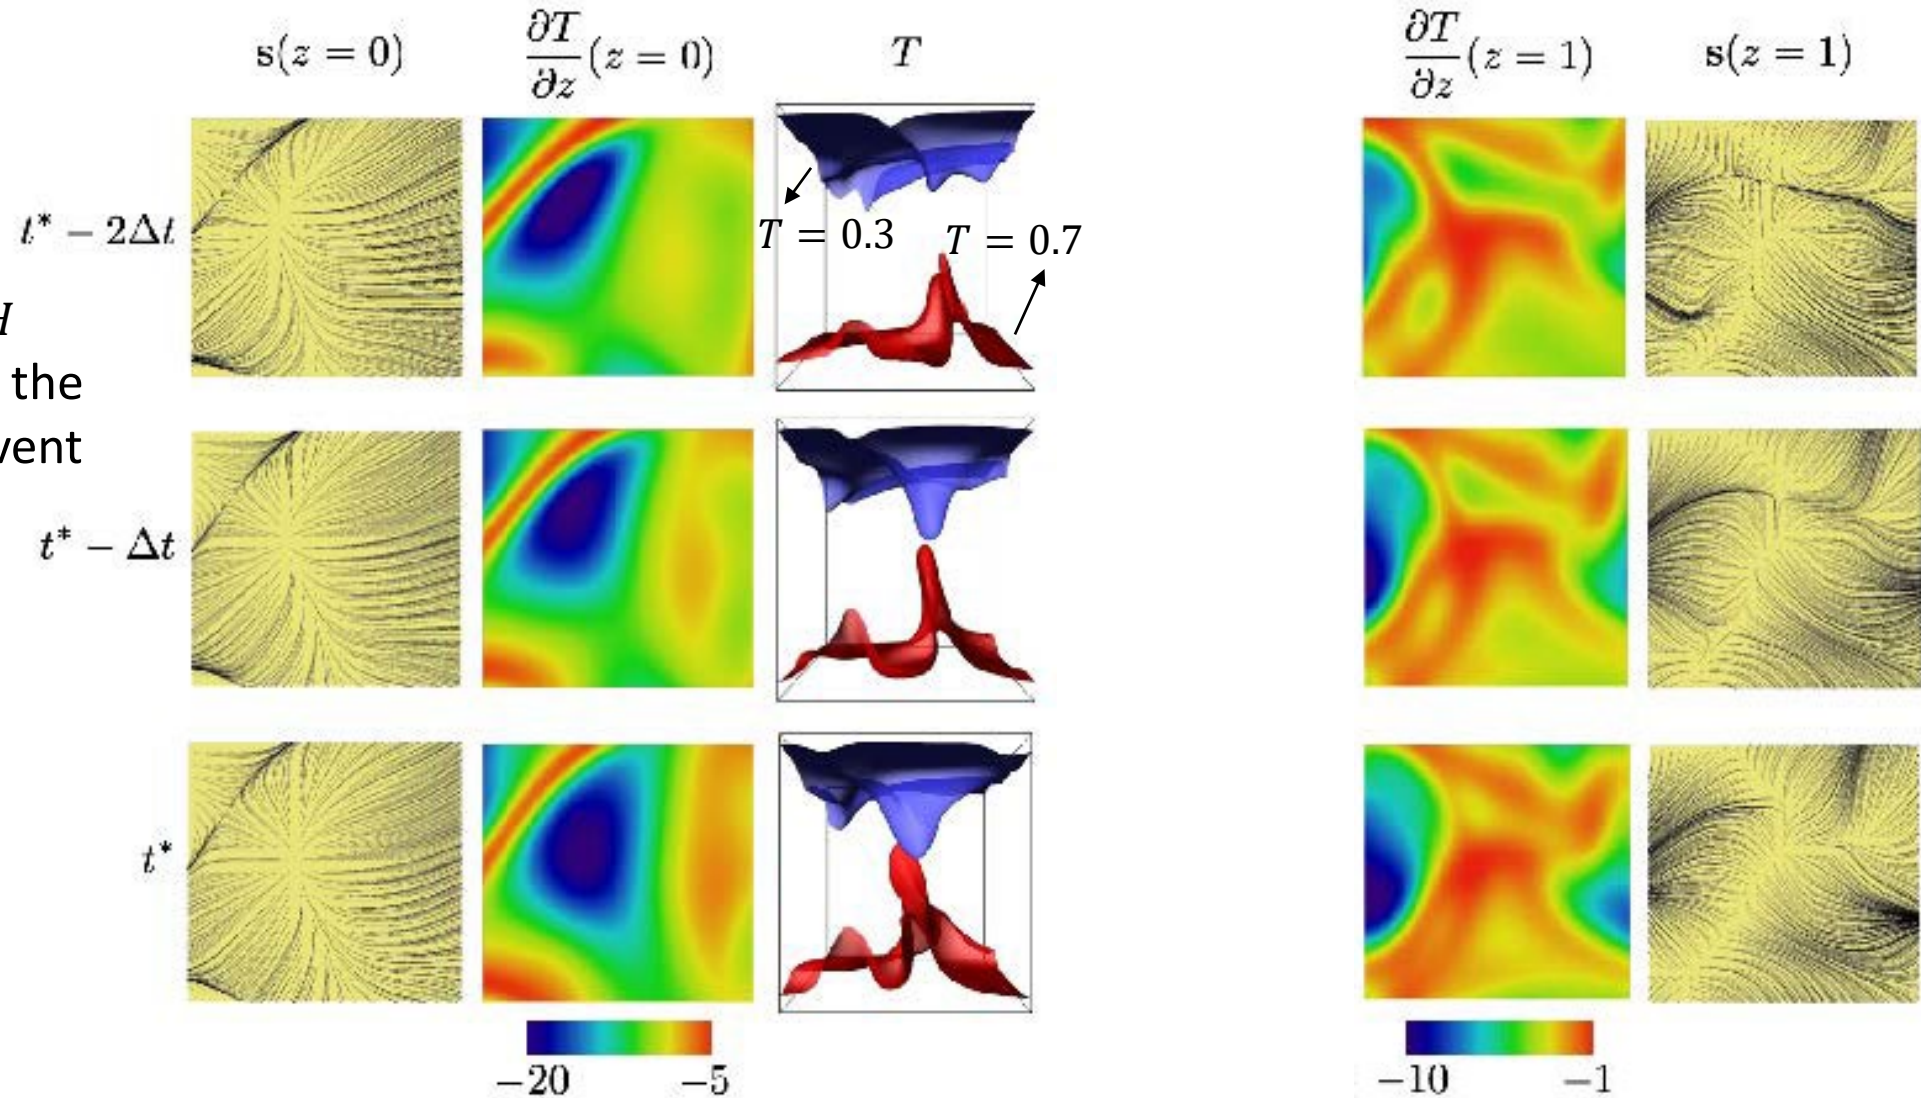 s(z = 0)
∂T/∂z (z = 0)
T
∂T/∂z (z = 1)
s(z = 1)
t* − 2Δt
T = 0.3
T = 0.7
H
the
vent
t* − Δt
t*
−20
−5
−10
−1